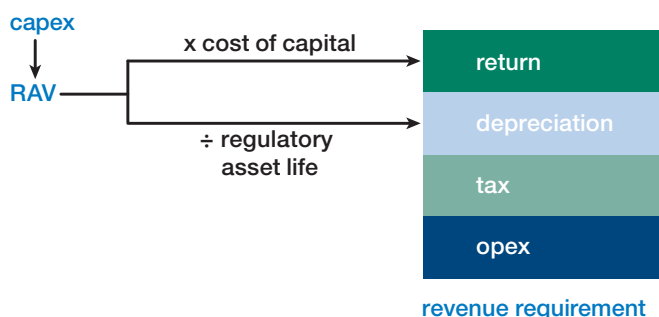 capex
x cost of capital
return
RAV
depreciation
÷ regulatory
asset life
tax
opex
revenue requirement